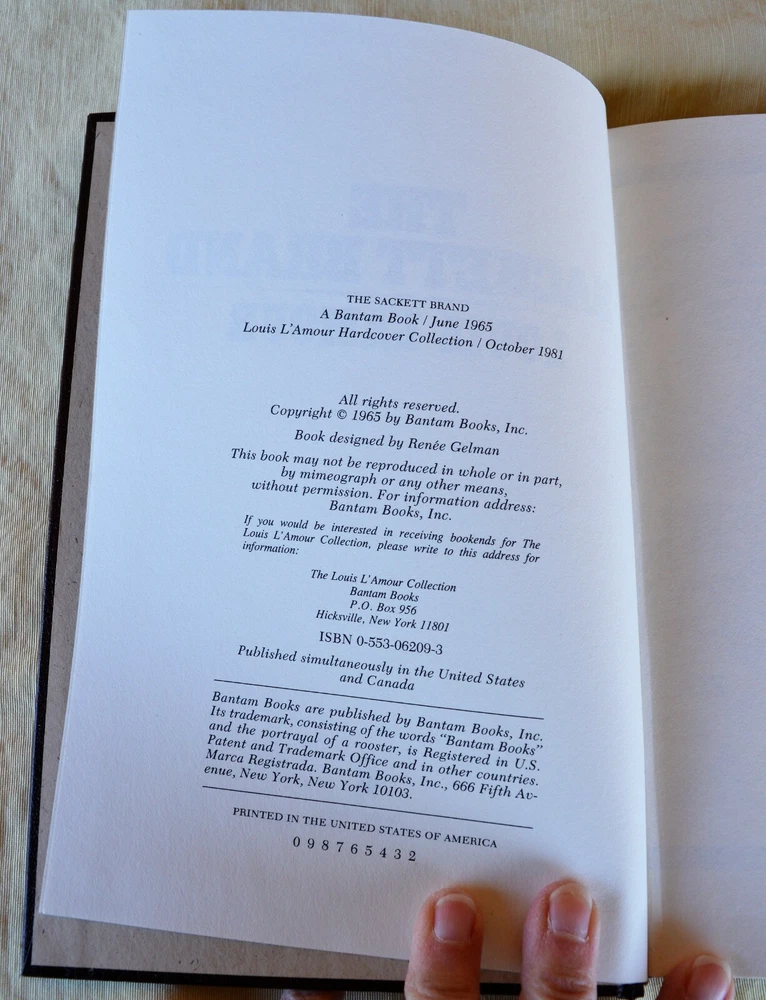 THE SACKETT BRAND
A Bantam Book / June 1965
Louis L'Amour Hardcover Collection / October 1981
All rights reserved.
Copyright © 1965 by Bantam Books, Inc.
Book designed by Renée Gelman
This book may not be reproduced in whole or in part,
by mimeograph or any other means,
without permission. For information address:
Bantam Books, Inc.
If you would be interested in receiving bookends for The
Louis L'Amour Collection, please write to this address for
information:
The Louis L'Amour Collection
Bantam Books
P.O. Box 956
Hicksville, New York 11801
ISBN 0-553-06209-3
Published simultaneously in the United States
and Canada
Bantam Books are published by Bantam Books, Inc.
Its trademark, consisting of the words "Bantam Books"
and the portrayal of a rooster, is Registered in U.S.
Patent and Trademark Office and in other countries.
Marca Registrada. Bantam Books, Inc., 666 Fifth Av-
enue, New York, New York 10103.
PRINTED IN THE UNITED STATES OF AMERICA
0 9 8 7 6 5 4 3 2